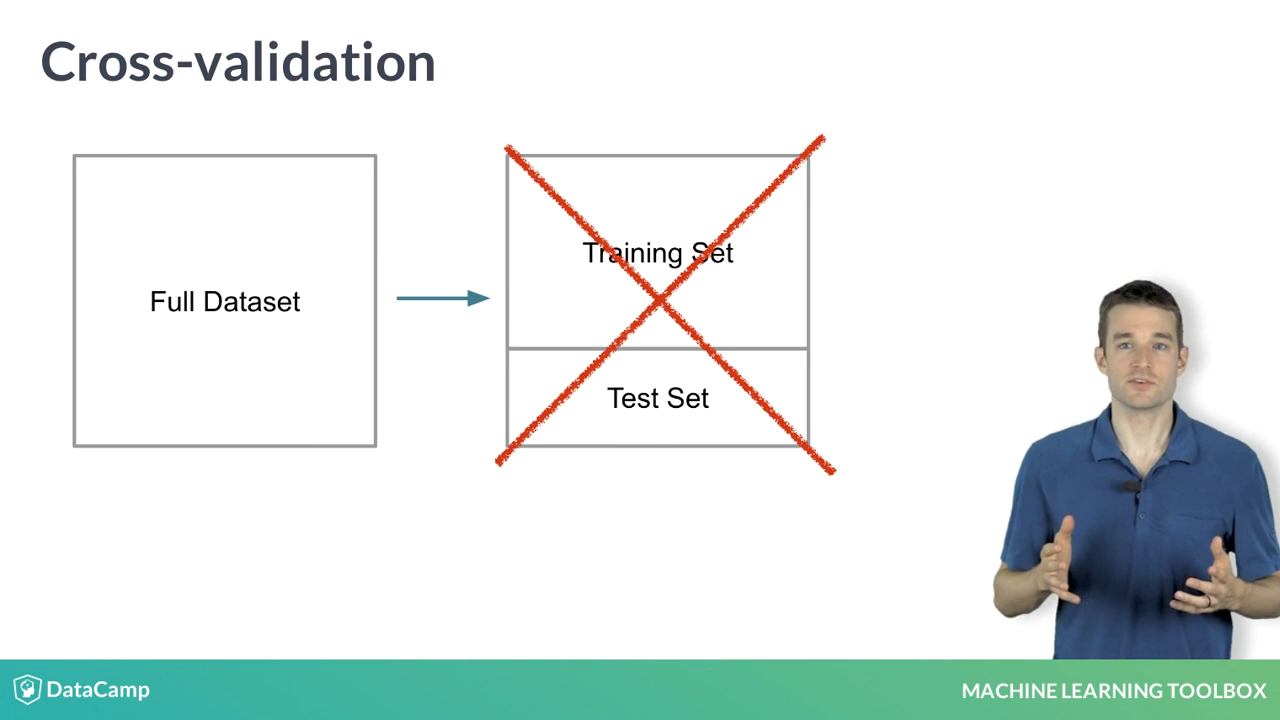 Cross-validation
Full Dataset
Training Set
Test Set
DataCamp
MACHINE LEARNING TOOLBOX